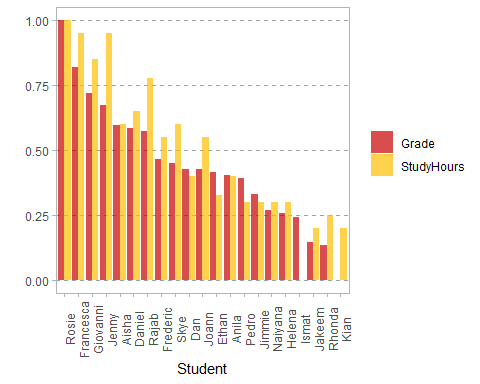 1.00
0.75
0.50
0.25
0.00
Rosie
Francesca
Giovanni
Jenny
Aisha
Daniel
Rajab
Frederic
Skye
Dan
Joann
Ethan
Anila
Pedro
Jimmie
Naiyana
Helena
Ismat
Jakeem
Rhonda
Kian
Student
Grade
StudyHours